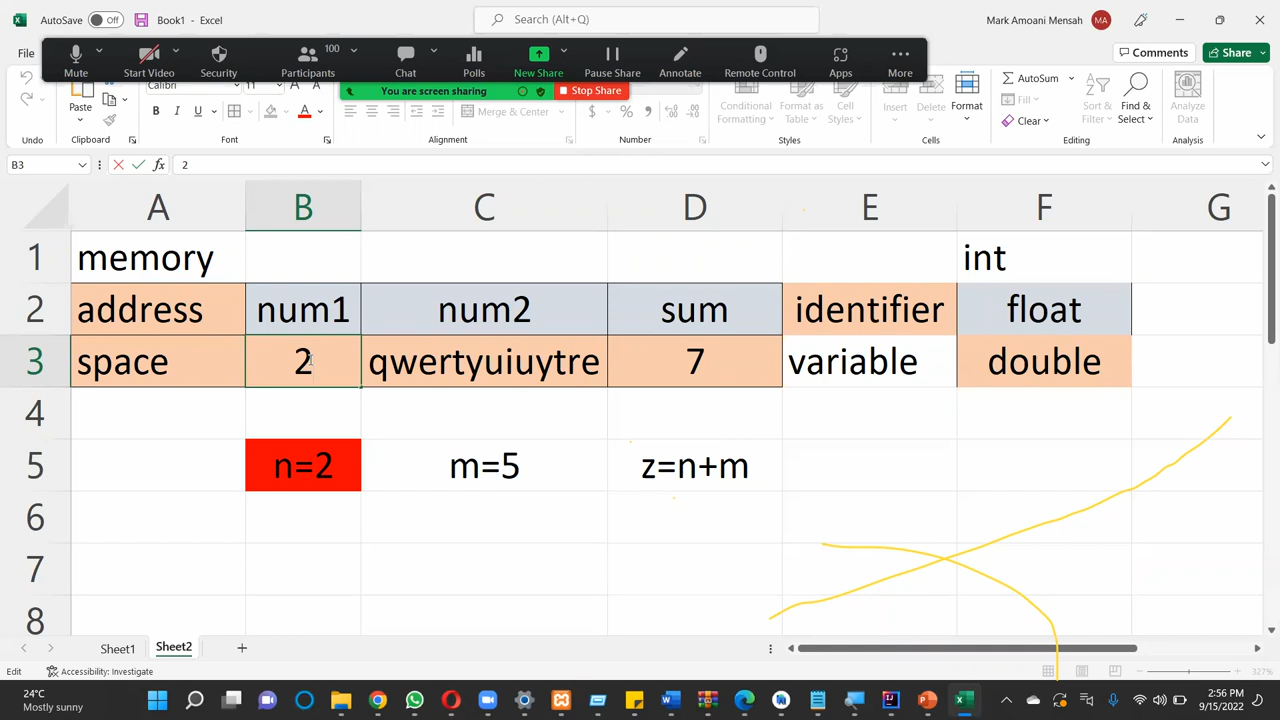 AutoSave Off Book1 - Excel Search (Alt+Q) Mark Amoani Mensah MA
File Comments Share
Mute Start Video Security Participants 100 Chat Polls New Share Pause Share Annotate Remote Control Apps More
You are screen sharing Stop Share
Paste Calibri 11 A A Conditional Formatting Format as Table Cell Styles Insert Delete Format AutoSum Fill Clear Find & Select Analyze Data
B I U A Merge & Center $ %
Undo Clipboard Font Alignment Number Styles Cells Editing Analysis
B3 fx 2
A B C D E F G
1 memory int
2 address num1 num2 sum identifier float
3 space 2 qwertyuiuytre 7 variable double
4
5 n=2 m=5 z=n+m
6
7
8
Sheet1 Sheet2
Edit Accessibility: Investigate 327%
24°C
Mostly sunny
2:56 PM
9/15/2022